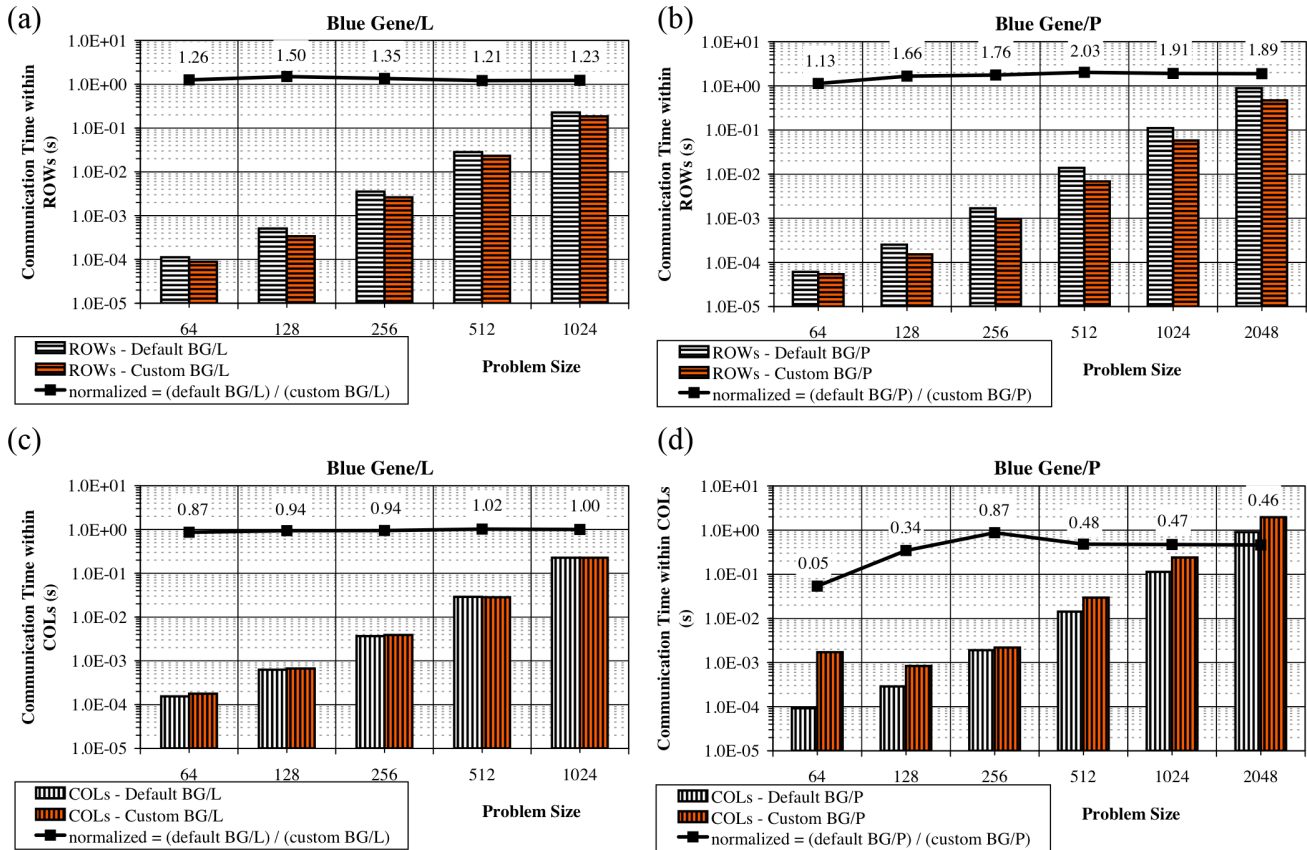 (a)
Blue Gene/L
Communication Time within
ROWs (s)
1.0E+01
1.0E+00
1.0E-01
1.0E-02
1.0E-03
1.0E-04
1.0E-05
1.26 1.50 1.35 1.21 1.23
64 128 256 512 1024
Problem Size
ROWs - Default BG/L
ROWs - Custom BG/L
normalized = (default BG/L) / (custom BG/L)
(b)
Blue Gene/P
Communication Time within
ROWs (s)
1.0E+01
1.0E+00
1.0E-01
1.0E-02
1.0E-03
1.0E-04
1.0E-05
1.13 1.66 1.76 2.03 1.91 1.89
64 128 256 512 1024 2048
Problem Size
ROWs - Default BG/P
ROWs - Custom BG/P
normalized = (default BG/P) / (custom BG/P)
(c)
Blue Gene/L
Communication Time within
COLs (s)
1.0E+01
1.0E+00
1.0E-01
1.0E-02
1.0E-03
1.0E-04
1.0E-05
0.87 0.94 0.94 1.02 1.00
64 128 256 512 1024
Problem Size
COLs - Default BG/L
COLs - Custom BG/L
normalized = (default BG/L) / (custom BG/L)
(d)
Blue Gene/P
Communication Time within COLs
(s)
1.0E+01
1.0E+00
1.0E-01
1.0E-02
1.0E-03
1.0E-04
1.0E-05
0.05 0.34 0.87 0.48 0.47 0.46
64 128 256 512 1024 2048
Problem Size
COLs - Default BG/P
COLs - Custom BG/P
normalized = (default BG/P) / (custom BG/P)